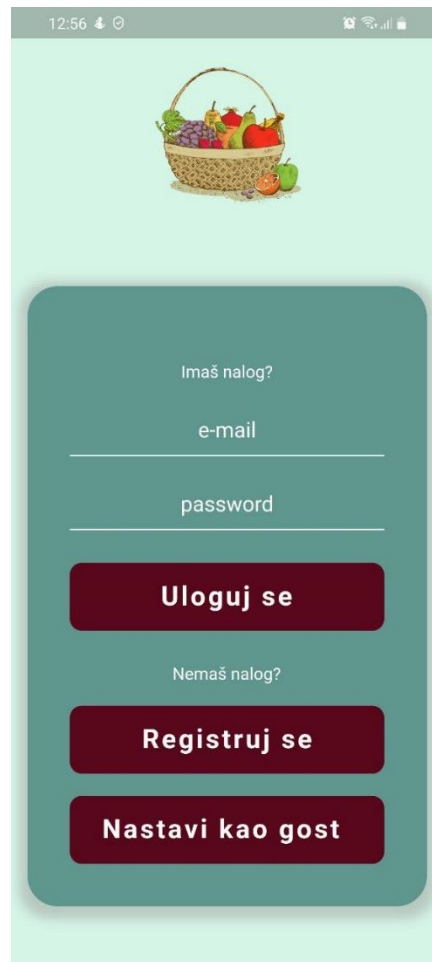 12:56
Imaš nalog?
e-mail
password
Uloguj se
Nemaš nalog?
Registruj se
Nastavi kao gost